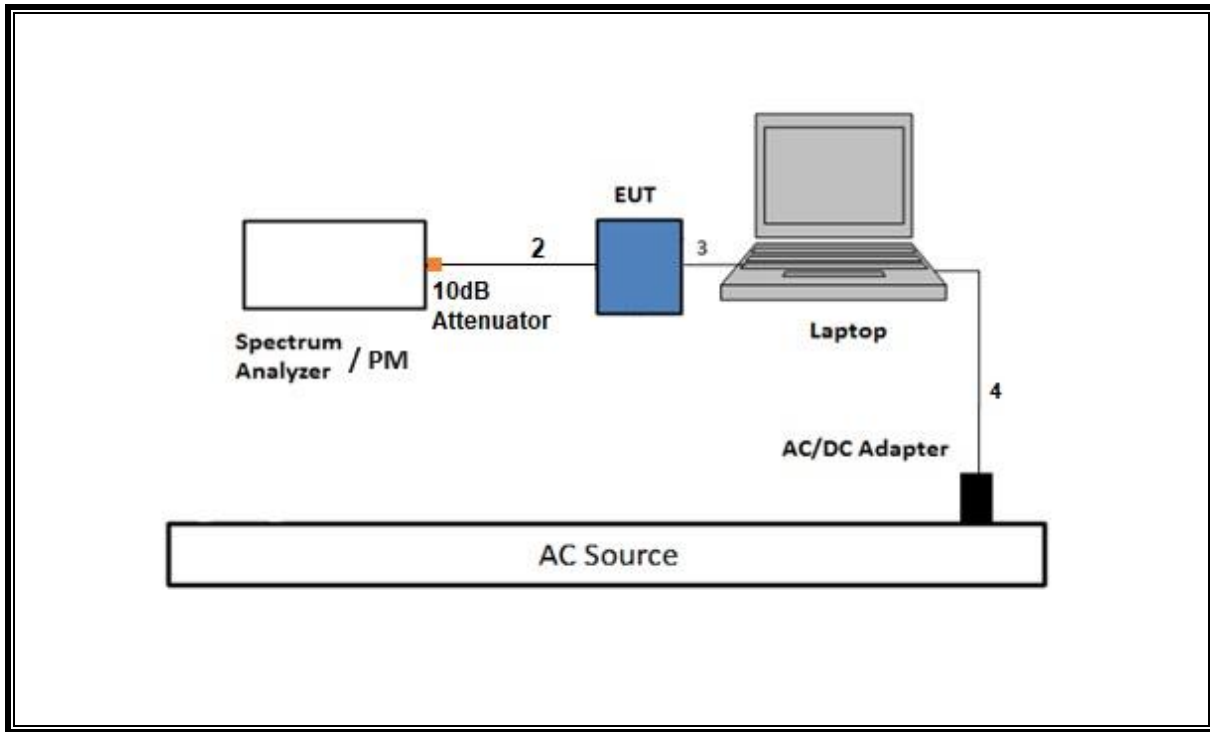 EUT
2
3
10dB
Attenuator
Spectrum
Analyzer / PM
Laptop
4
AC/DC Adapter
AC Source